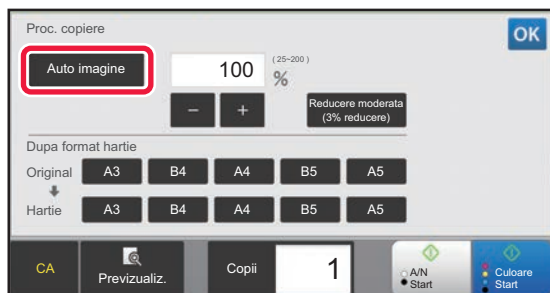 Proc. copiere
OK
Auto imagine
100
(25~200)
%
−
+
Reducere moderata
(3% reducere)
Dupa format hartie
Original A3 B4 A4 B5 A5
Hartie A3 B4 A4 B5 A5
CA
Previzualiz.
Copii
1
A/N
Start
Culoare
Start